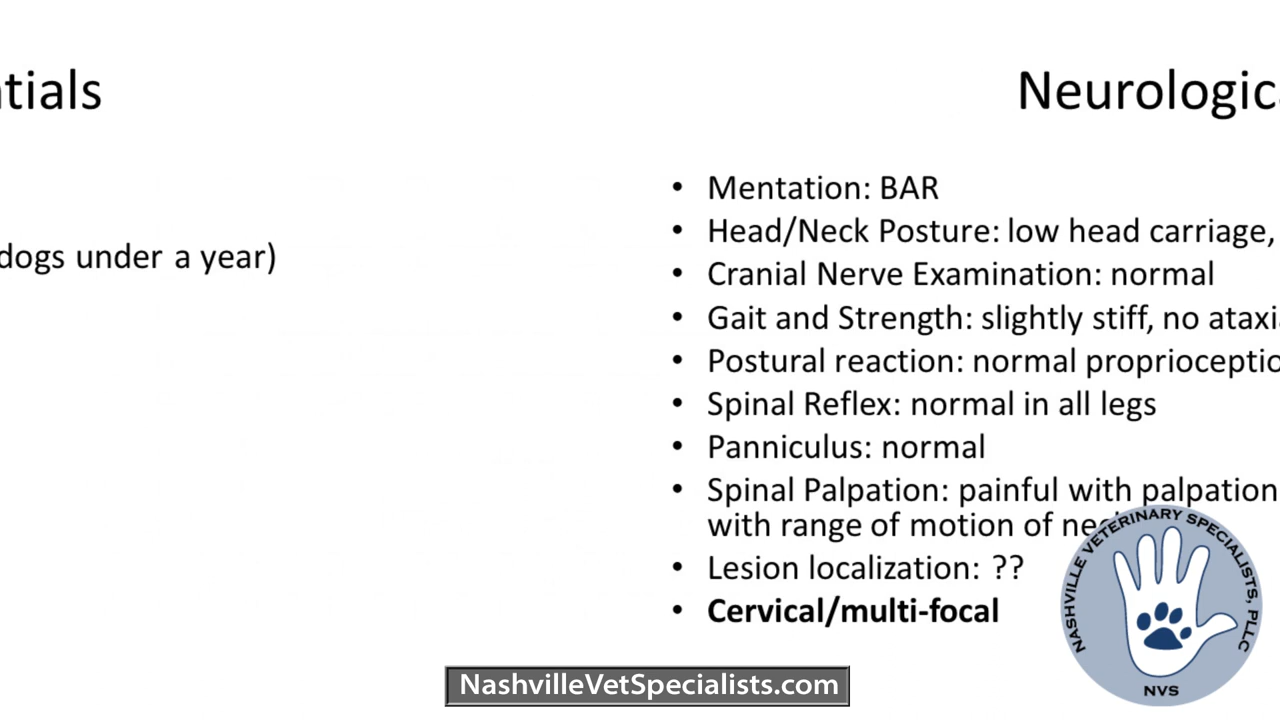 tials
dogs under a year)
Neurologic
• Mentation: BAR
• Head/Neck Posture: low head carriage,
• Cranial Nerve Examination: normal
• Gait and Strength: slightly stiff, no ataxi
• Postural reaction: normal proprioceptio
• Spinal Reflex: normal in all legs
• Panniculus: normal
• Spinal Palpation: painful with palpation
with range of motion of
• Lesion localization: ??
• Cervical/multi-focal
NASHVILLE VETERINARY SPECIALISTS, PLLC
NVS
NashvilleVetSpecialists.com